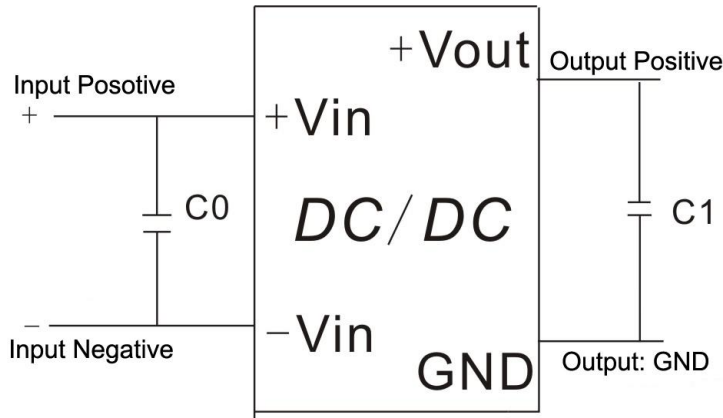 +Vout
Output Positive
Input Posotive
+
+Vin
C0
DC/DC
C1
−
−Vin
Input Negative
GND
Output: GND